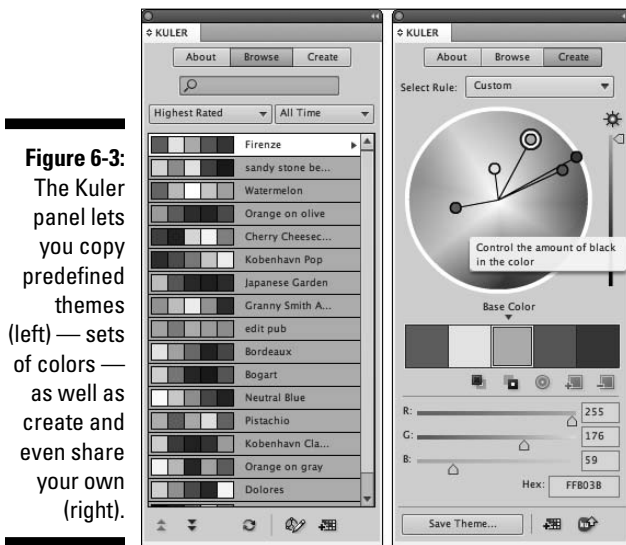 Figure 6-3:
The Kuler
panel lets
you copy
predefined
themes
(left) — sets
of colors —
as well as
create and
even share
your own
(right).
KULER
About Browse Create
Highest Rated All Time
Firenze
sandy stone be...
Watermelon
Orange on olive
Cherry Cheesec...
Kobenhavn Pop
Japanese Garden
Granny Smith A...
edit pub
Bordeaux
Bogart
Neutral Blue
Pistachio
Kobenhavn Cla...
Orange on gray
Dolores
KULER
About Browse Create
Select Rule: Custom
Control the amount of black
in the color
Base Color
R: 255
G: 176
B: 59
Hex: FFB03B
Save Theme...